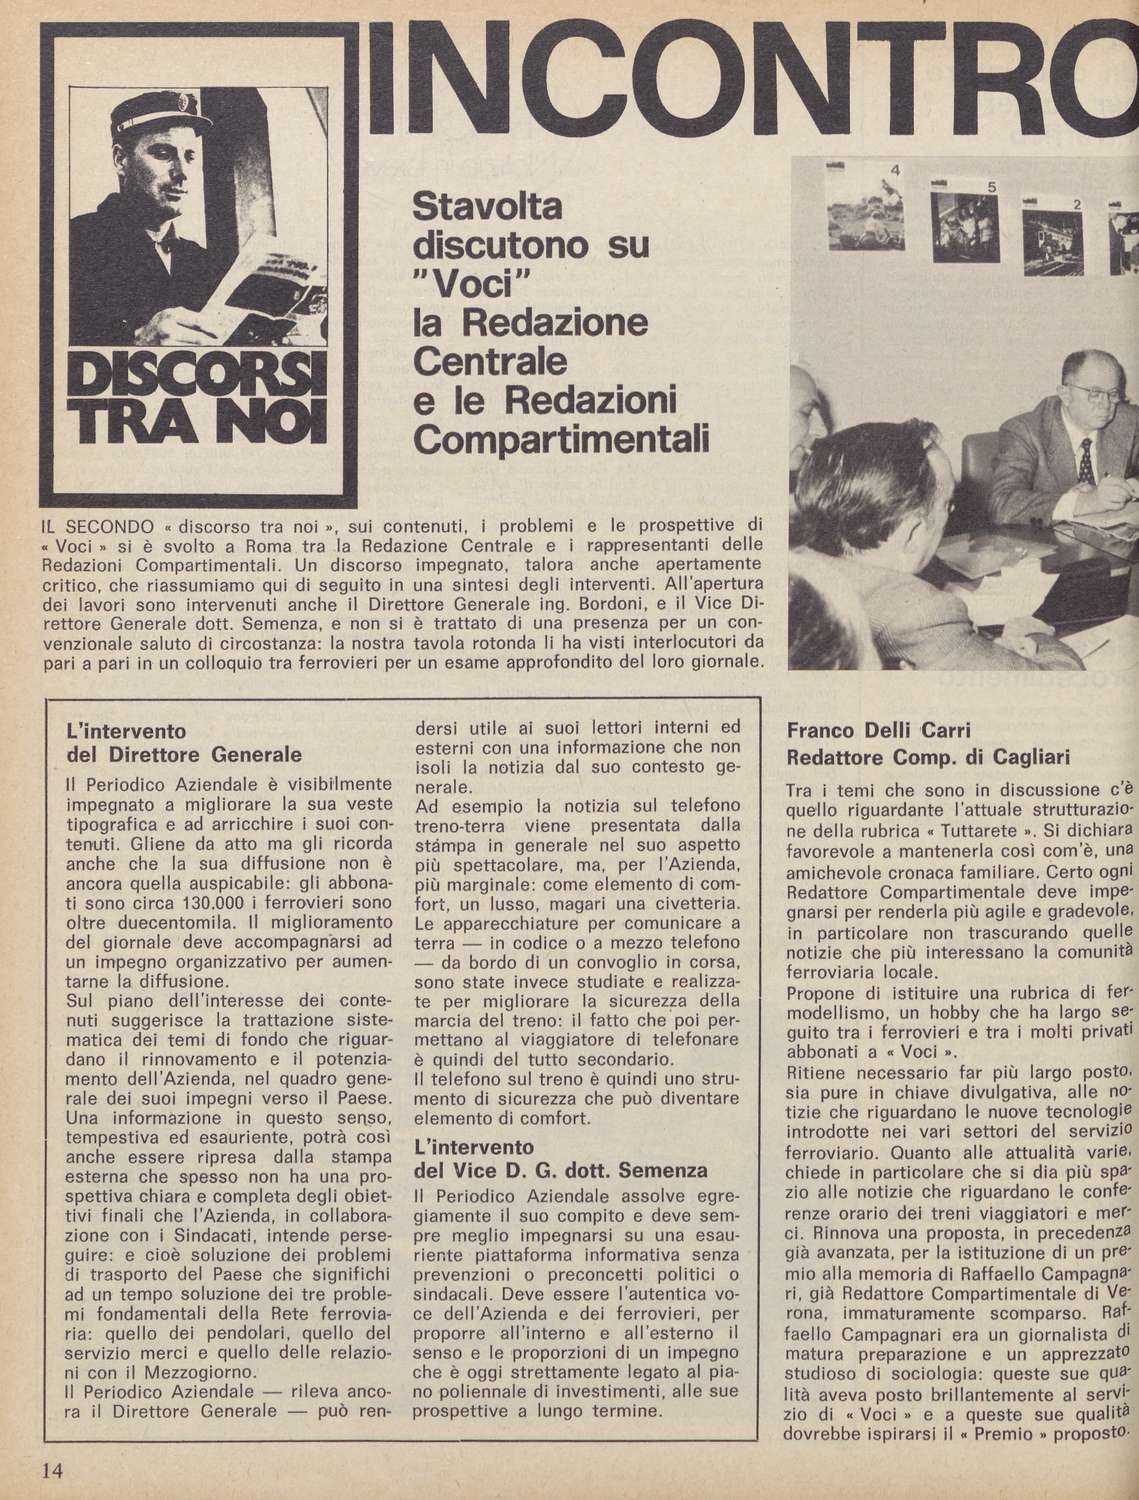 INCONTRO
DISCORSI
TRA NOI
Stavolta
discutono su
"Voci"
la Redazione
Centrale
e le Redazioni
Compartimentali
4
5
2
IL SECONDO « discorso tra noi », sui contenuti, i problemi e le prospettive di
« Voci » si è svolto a Roma tra la Redazione Centrale e i rappresentanti delle
Redazioni Compartimentali. Un discorso impegnato, talora anche apertamente
critico, che riassumiamo qui di seguito in una sintesi degli interventi. All'apertura
dei lavori sono intervenuti anche il Direttore Generale ing. Bordoni, e il Vice Di-
rettore Generale dott. Semenza, e non si è trattato di una presenza per un con-
venzionale saluto di circostanza: la nostra tavola rotonda li ha visti interlocutori da
pari a pari in un colloquio tra ferrovieri per un esame approfondito del loro giornale.
L'intervento
del Direttore Generale
Il Periodico Aziendale è visibilmente
impegnato a migliorare la sua veste
tipografica e ad arricchire i suoi con-
tenuti. Gliene da atto ma gli ricorda
anche che la sua diffusione non è
ancora quella auspicabile: gli abbona-
ti sono circa 130.000 i ferrovieri sono
oltre duecentomila. Il miglioramento
del giornale deve accompagnarsi ad
un impegno organizzativo per aumen-
tarne la diffusione.
Sul piano dell'interesse dei conte-
nuti suggerisce la trattazione siste-
matica dei temi di fondo che riguar-
dano il rinnovamento e il potenzia-
mento dell'Azienda, nel quadro gene-
rale dei suoi impegni verso il Paese.
Una informazione in questo senso,
tempestiva ed esauriente, potrà così
anche essere ripresa dalla stampa
esterna che spesso non ha una pro-
spettiva chiara e completa degli obiet-
tivi finali che l'Azienda, in collabora-
zione con i Sindacati, intende perse-
guire: e cioè soluzione dei problemi
di trasporto del Paese che significhi
ad un tempo soluzione dei tre proble-
mi fondamentali della Rete ferrovia-
ria: quello dei pendolari, quello del
servizio merci e quello delle relazio-
ni con il Mezzogiorno.
Il Periodico Aziendale — rileva anco-
ra il Direttore Generale — può ren-
dersi utile ai suoi lettori interni ed
esterni con una informazione che non
isoli la notizia dal suo contesto ge-
nerale.
Ad esempio la notizia sul telefono
treno-terra viene presentata dalla
stampa in generale nel suo aspetto
più spettacolare, ma, per l'Azienda,
più marginale: come elemento di com-
fort, un lusso, magari una civetteria.
Le apparecchiature per comunicare a
terra — in codice o a mezzo telefono
— da bordo di un convoglio in corsa,
sono state invece studiate e realizza-
te per migliorare la sicurezza della
marcia del treno: il fatto che poi per-
mettano al viaggiatore di telefonare
è quindi del tutto secondario.
Il telefono sul treno è quindi uno stru-
mento di sicurezza che può diventare
elemento di comfort.
L'intervento
del Vice D. G. dott. Semenza
Il Periodico Aziendale assolve egre-
giamente il suo compito e deve sem-
pre meglio impegnarsi su una esau-
riente piattaforma informativa senza
prevenzioni o preconcetti politici o
sindacali. Deve essere l'autentica vo-
ce dell'Azienda e dei ferrovieri, per
proporre all'interno e all'esterno il
senso e le proporzioni di un impegno
che è oggi strettamente legato al pia-
no poliennale di investimenti, alle sue
prospettive a lungo termine.
Franco Delli Carri
Redattore Comp. di Cagliari
Tra i temi che sono in discussione c'è
quello riguardante l'attuale strutturazio-
ne della rubrica « Tuttarete ». Si dichiara
favorevole a mantenerla così com'è, una
amichevole cronaca familiare. Certo ogni
Redattore Compartimentale deve impe-
gnarsi per renderla più agile e gradevole,
in particolare non trascurando quelle
notizie che più interessano la comunità
ferroviaria locale.
Propone di istituire una rubrica di fer-
modellismo, un hobby che ha largo se-
guito tra i ferrovieri e tra i molti privati
abbonati a « Voci ».
Ritiene necessario far più largo posto,
sia pure in chiave divulgativa, alle no-
tizie che riguardano le nuove tecnologie
introdotte nei vari settori del servizio
ferroviario. Quanto alle attualità varie,
chiede in particolare che si dia più spa-
zio alle notizie che riguardano le confe-
renze orario dei treni viaggiatori e mer-
ci. Rinnova una proposta, in precedenza
già avanzata, per la istituzione di un pre-
mio alla memoria di Raffaello Campagna-
ri, già Redattore Compartimentale di Ve-
rona, immaturamente scomparso. Raf-
faello Campagnari era un giornalista di
matura preparazione e un apprezzato
studioso di sociologia: queste sue qua-
lità aveva posto brillantemente al servi-
zio di « Voci » e a queste sue qualità
dovrebbe ispirarsi il « Premio » proposto.
14